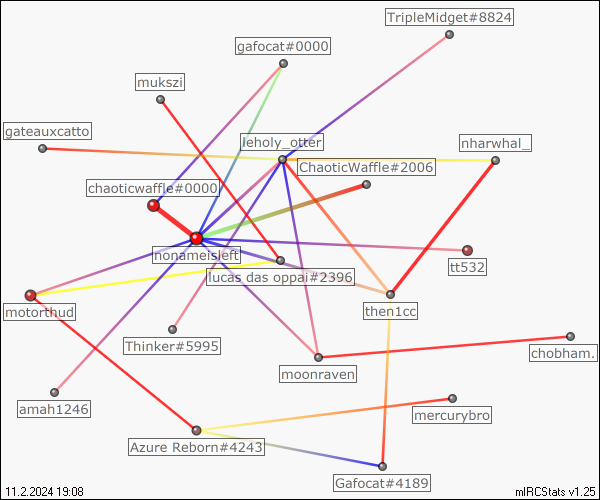 TripleMidget#8824
gafocat#0000
mukszi
gateauxcatto
leholy_otter
nharwhal_
ChaoticWaffle#2006
chaoticwaffle#0000
nonameisleft
tt532
lucas das oppai#2396
motorthud
then1cc
Thinker#5995
chobham.
moonraven
amah1246
mercurybro
Azure Reborn#4243
Gafocat#4189
11.2.2024 19:08
mIRCStats v1.25